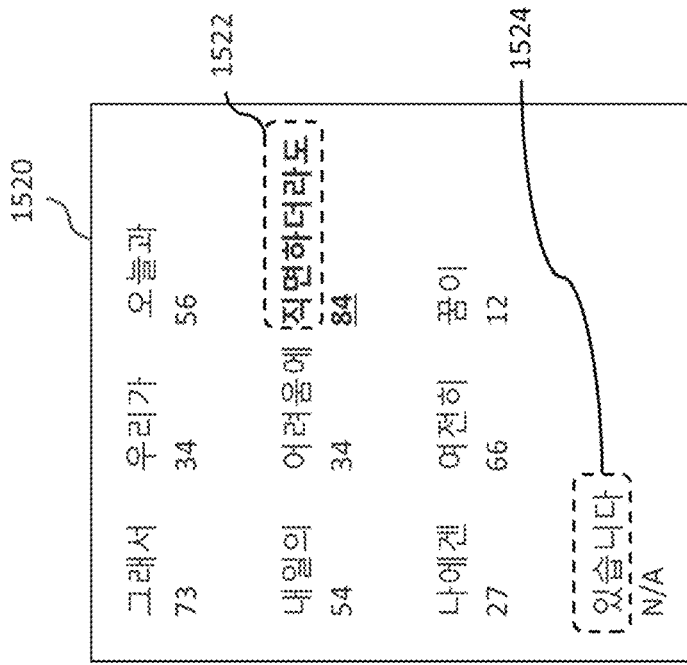 1520
그래서 우리가 오늘과
73 34 56
1522
내일의 어려움에 직면하더라도
54 34 84
나에겐 여전히 꿈이
27 66 12
1524
있습니다
N/A